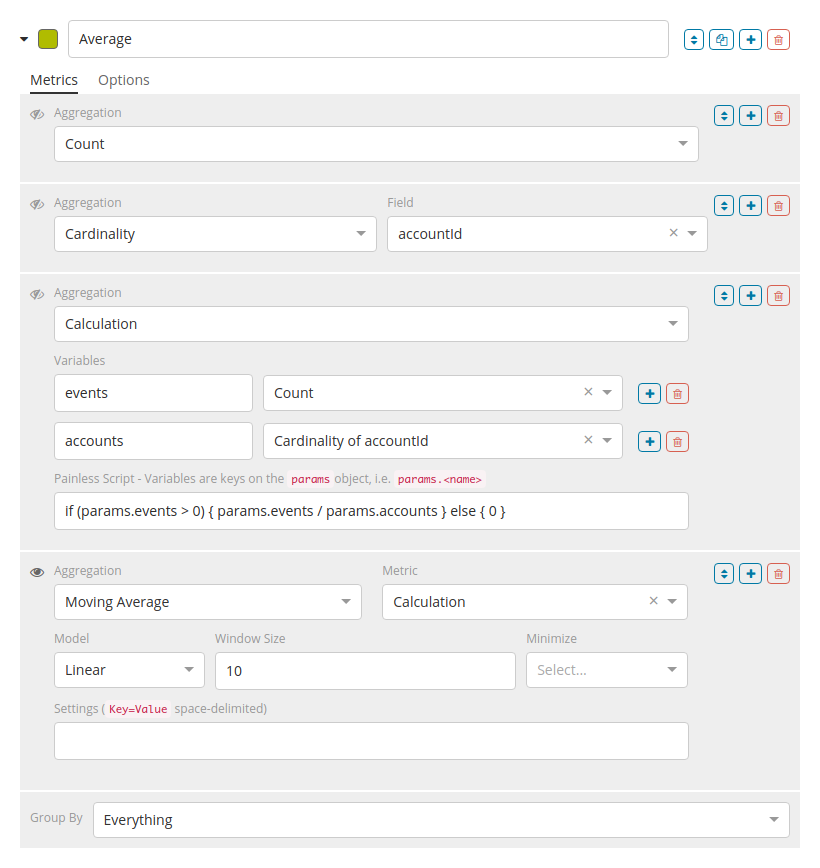 Average
Metrics Options
Aggregation
Count
Aggregation Field
Cardinality accountId
Aggregation
Calculation
Variables
events Count
accounts Cardinality of accountId
Painless Script - Variables are keys on the params object, i.e. params.<name>
if (params.events > 0) { params.events / params.accounts } else { 0 }
Aggregation Metric
Moving Average Calculation
Model Window Size Minimize
Linear 10 Select...
Settings ( Key=Value space-delimited)
Group By Everything